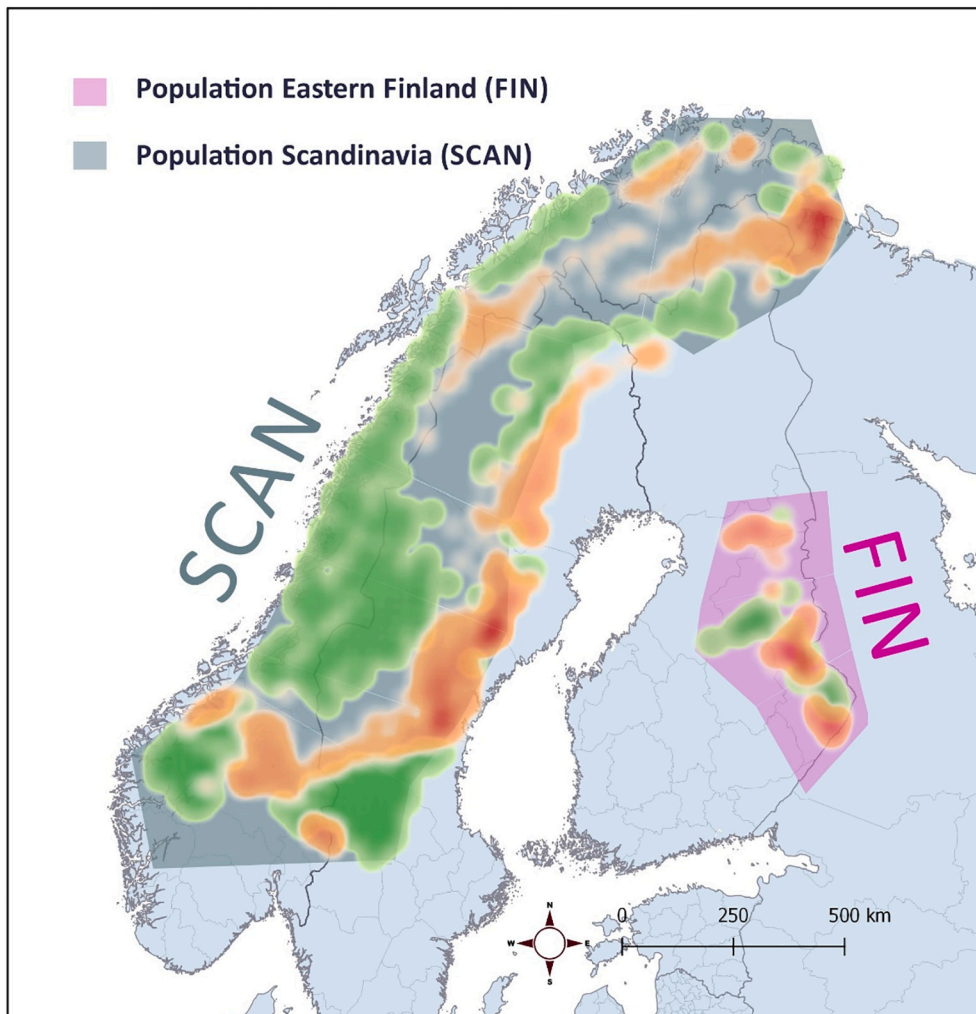 Population Eastern Finland (FIN)
Population Scandinavia (SCAN)
SCAN
FIN
0 250 500 km
N
W E
S